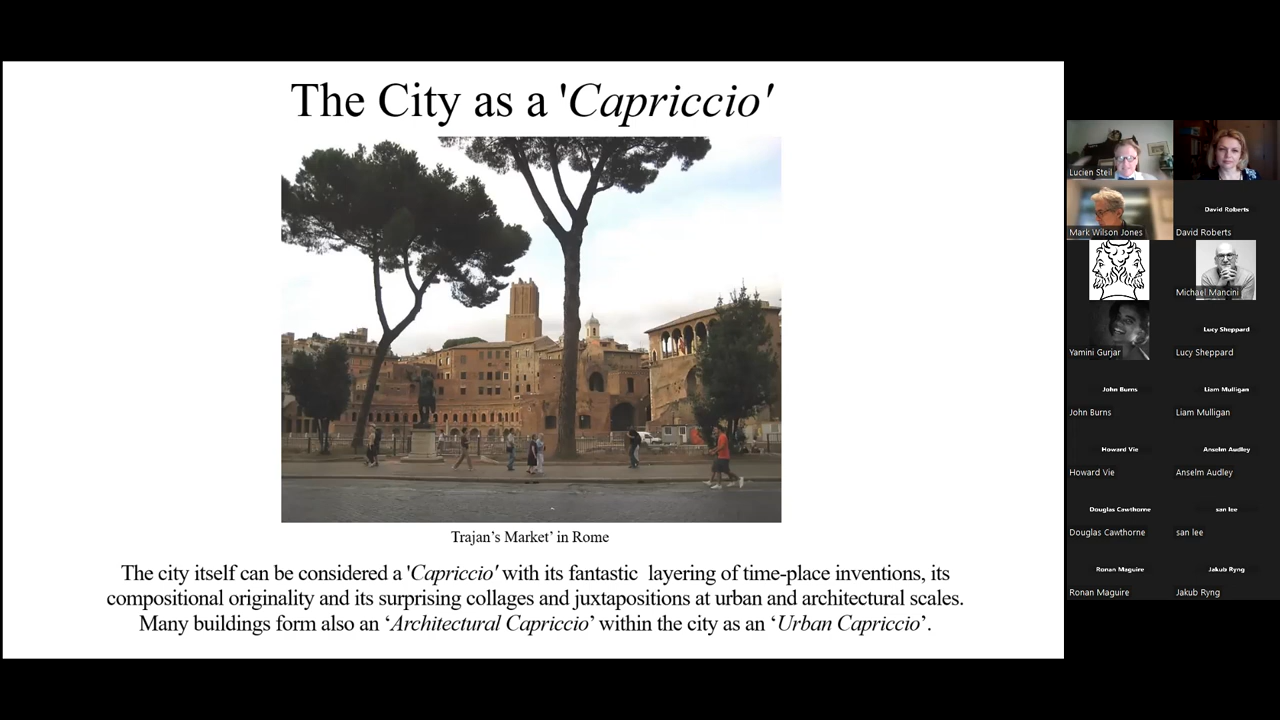 The City as a 'Capriccio'
Trajan's Market' in Rome
The city itself can be considered a 'Capriccio' with its fantastic layering of time-place inventions, its
compositional originality and its surprising collages and juxtapositions at urban and architectural scales.
Many buildings form also an ‘Architectural Capriccio’ within the city as an ‘Urban Capriccio’.
Lucien Steil
Mark Wilson Jones
David Roberts
David Roberts
Michael Mancini
Yamini Gurjar
Lucy Sheppard
Lucy Sheppard
John Burns
John Burns
Liam Mulligan
Liam Mulligan
Howard Vie
Howard Vie
Anselm Audley
Anselm Audley
Douglas Cawthorne
Douglas Cawthorne
san lee
san lee
Ronan Maguire
Ronan Maguire
Jakub Ryng
Jakub Ryng